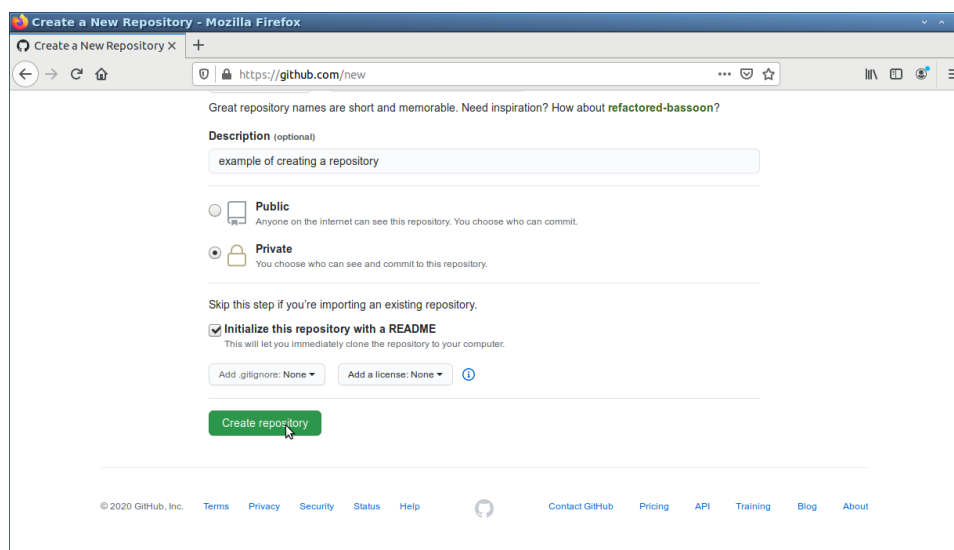 Create a New Repository - Mozilla Firefox
Create a New Repository
https://github.com/new
Great repository names are short and memorable. Need inspiration? How about refactored-bassoon?
Description (optional)
example of creating a repository
Public
Anyone on the internet can see this repository. You choose who can commit.
Private
You choose who can see and commit to this repository.
Skip this step if you're importing an existing repository.
Initialize this repository with a README
This will let you immediately clone the repository to your computer.
Add .gitignore: None Add a license: None
Create repository
© 2020 GitHub, Inc. Terms Privacy Security Status Help Contact GitHub Pricing API Training Blog About